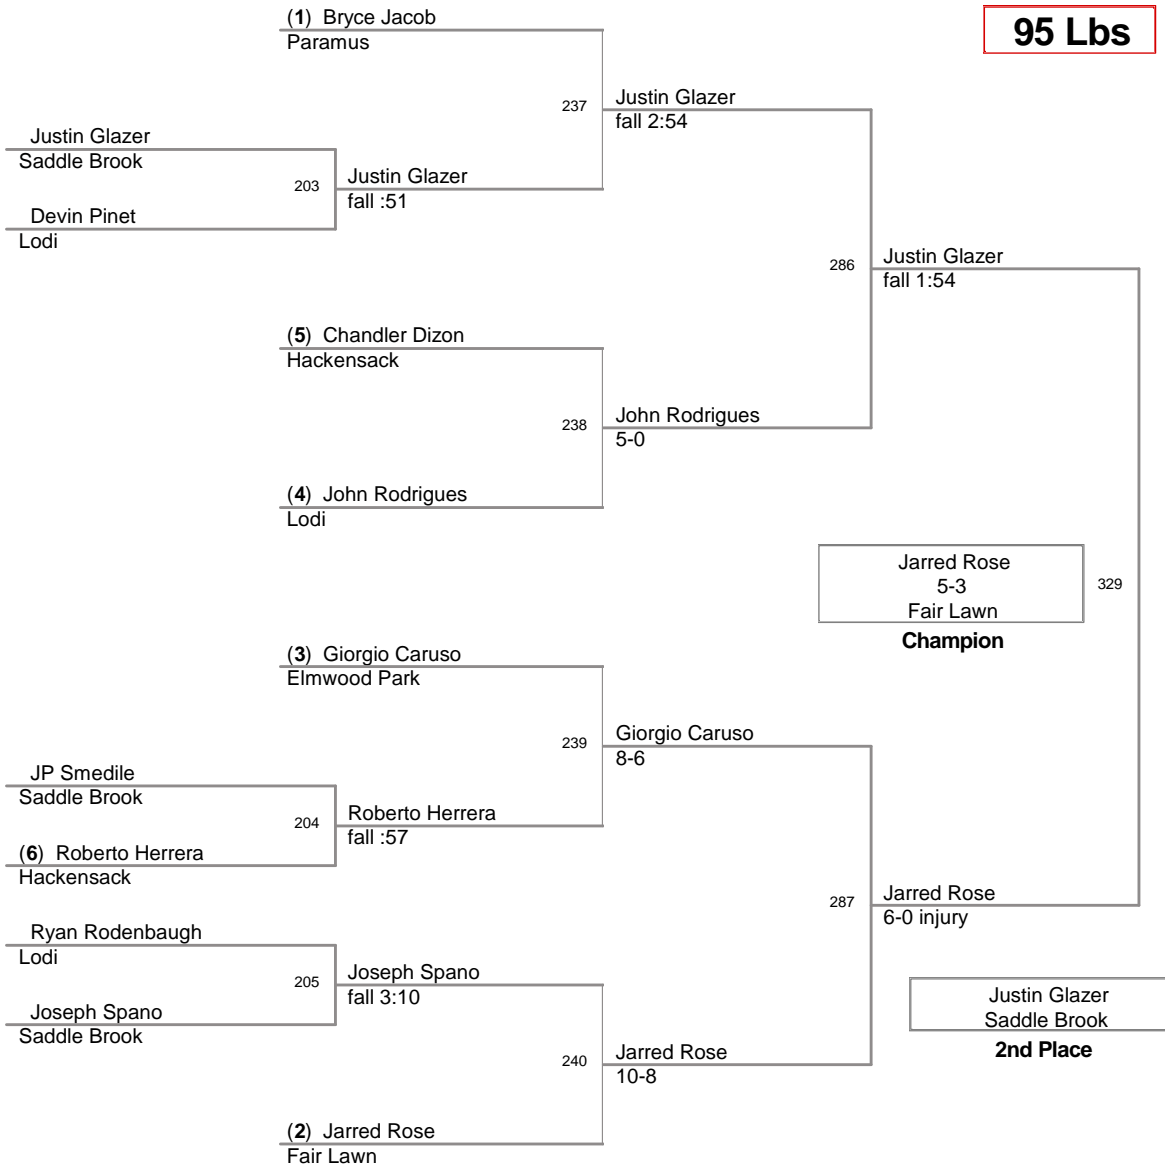 (1) Bryce Jacob
Paramus
95 Lbs
237
Justin Glazer
fall 2:54
Justin Glazer
Saddle Brook
203
Justin Glazer
fall :51
Devin Pinet
Lodi
286
Justin Glazer
fall 1:54
(5) Chandler Dizon
Hackensack
238
John Rodrigues
5-0
(4) John Rodrigues
Lodi
Jarred Rose
5-3
Fair Lawn
329
Champion
(3) Giorgio Caruso
Elmwood Park
239
Giorgio Caruso
8-6
JP Smedile
Saddle Brook
204
Roberto Herrera
fall :57
(6) Roberto Herrera
Hackensack
287
Jarred Rose
6-0 injury
Ryan Rodenbaugh
Lodi
205
Joseph Spano
fall 3:10
Joseph Spano
Saddle Brook
Justin Glazer
Saddle Brook
2nd Place
240
Jarred Rose
10-8
(2) Jarred Rose
Fair Lawn